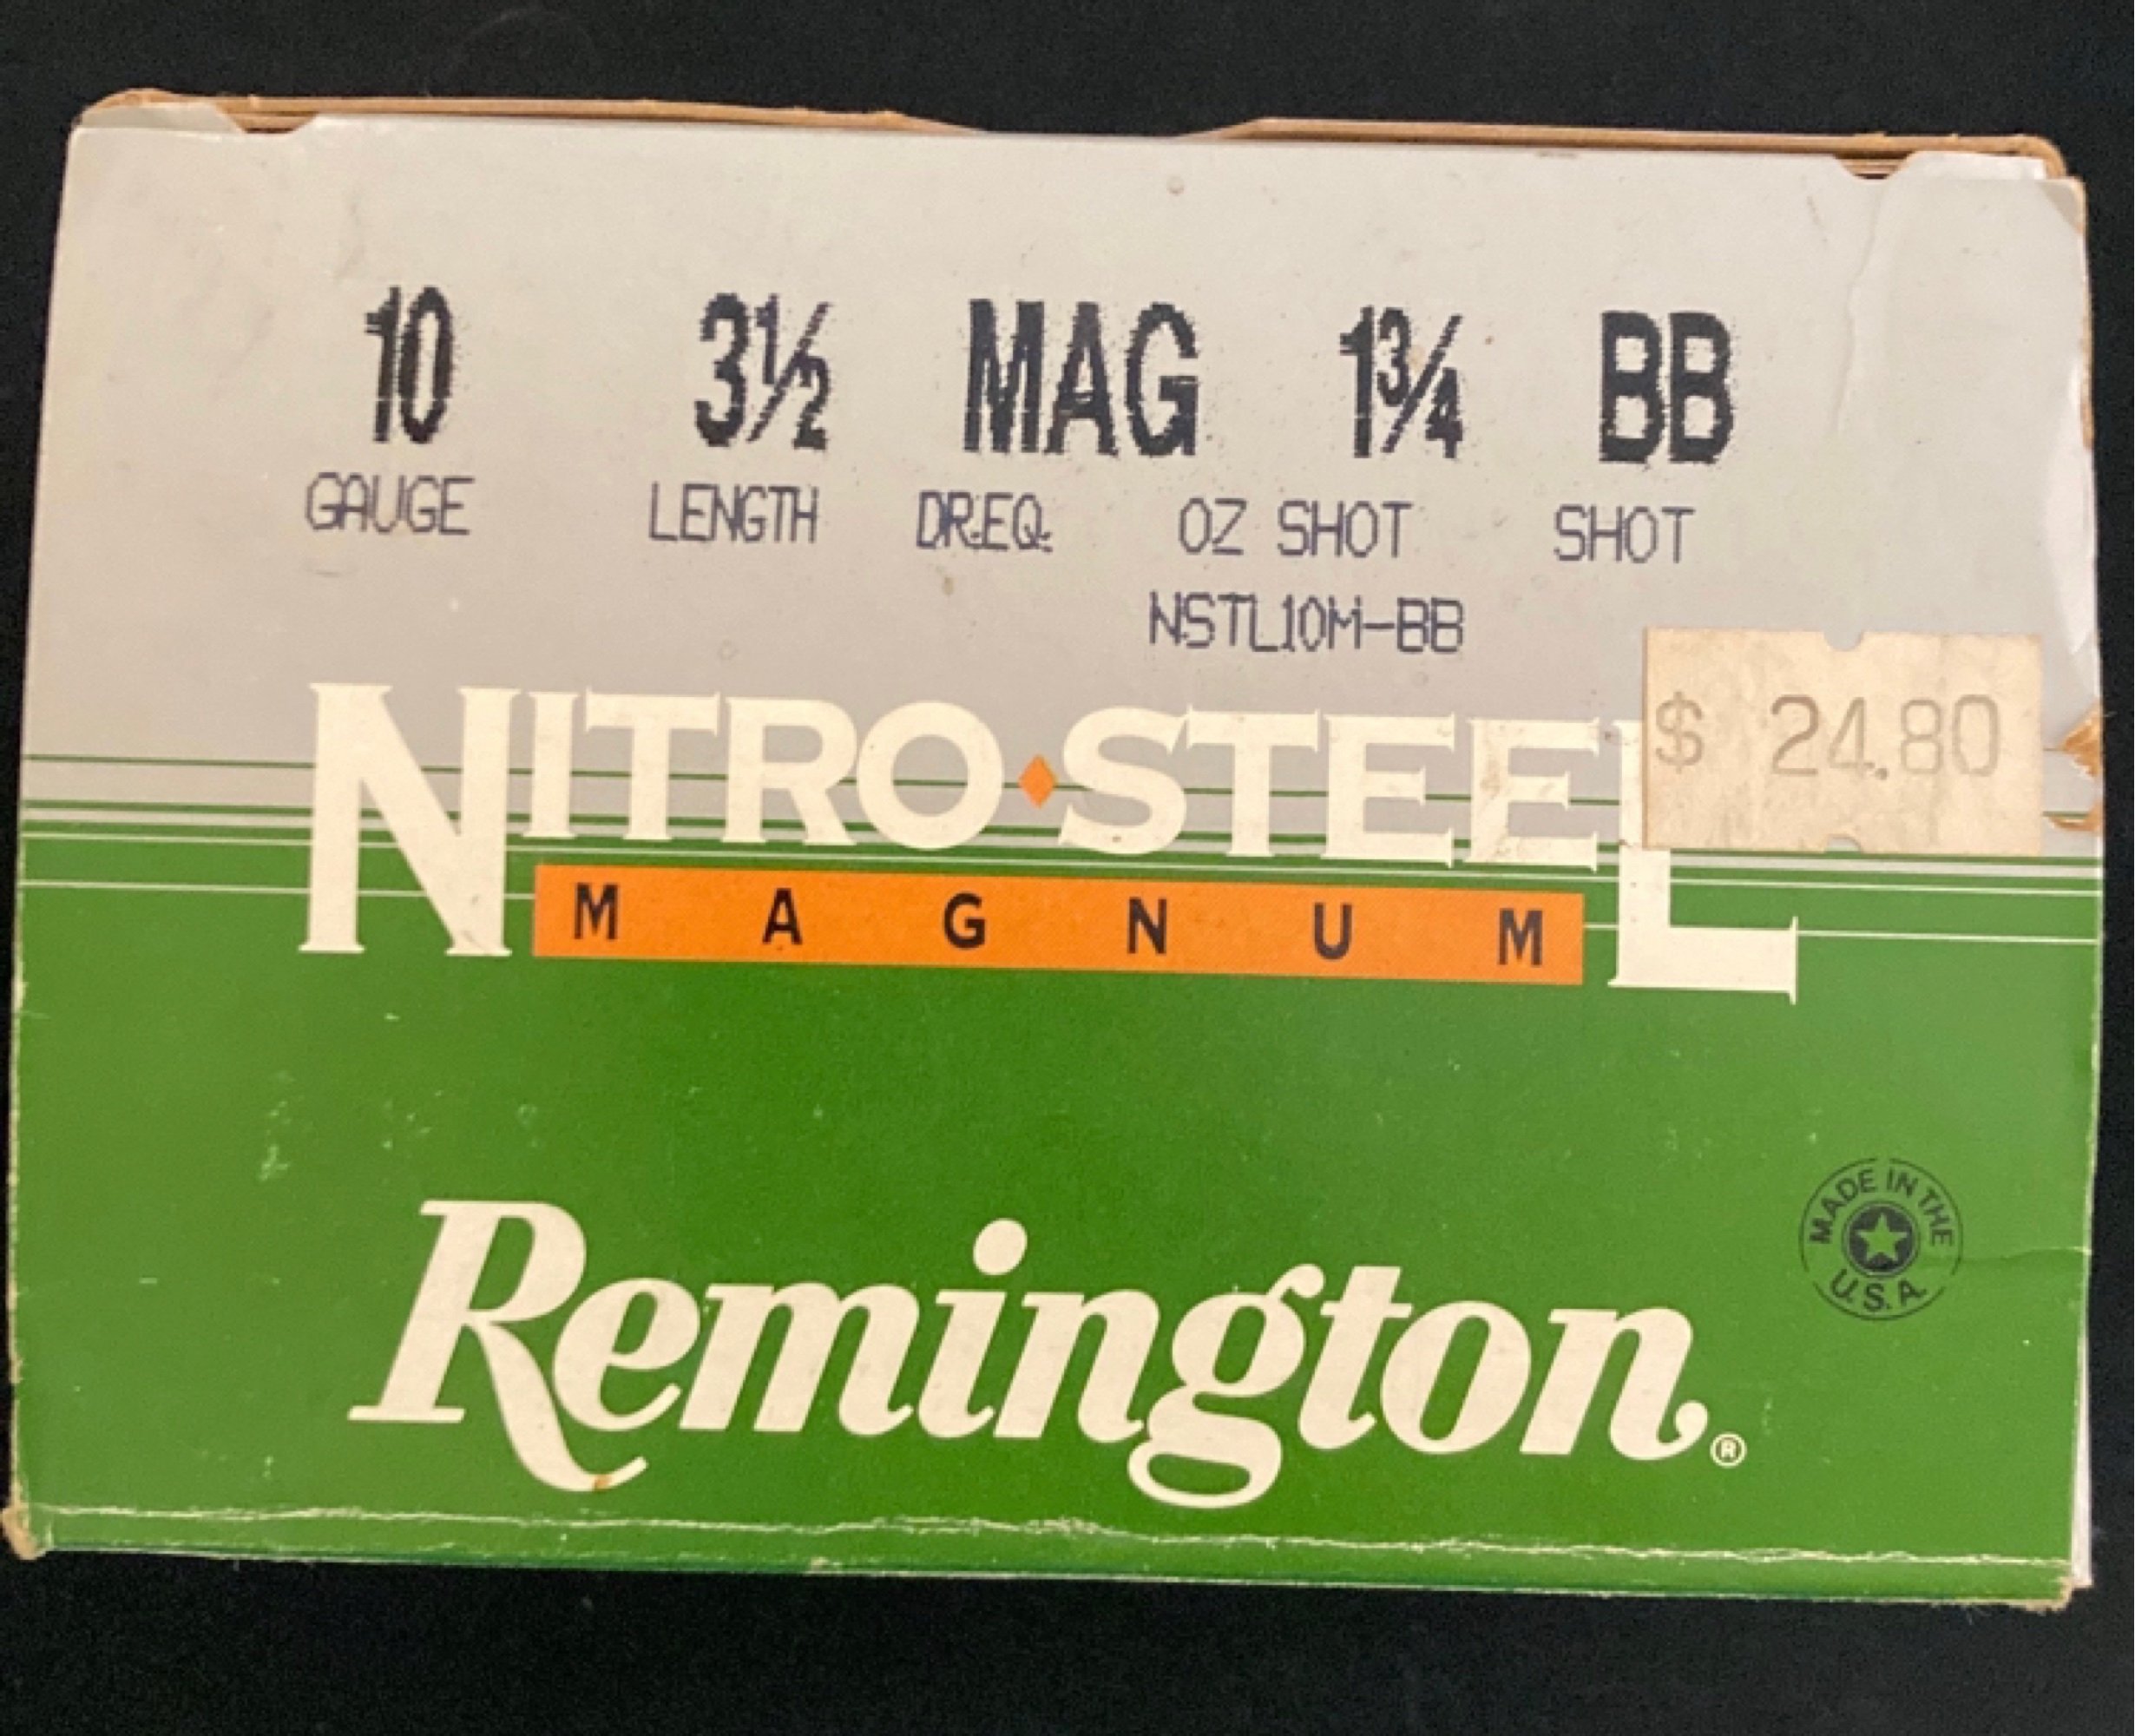 10 3½ MAG 1¾ BB
GAUGE LENGTH DR.EQ. OZ SHOT SHOT
NSTL10M-BB
$ 24.80
NITRO♦STEEL
MAGNUM
MADE IN THE
U.S.A.
Remington®